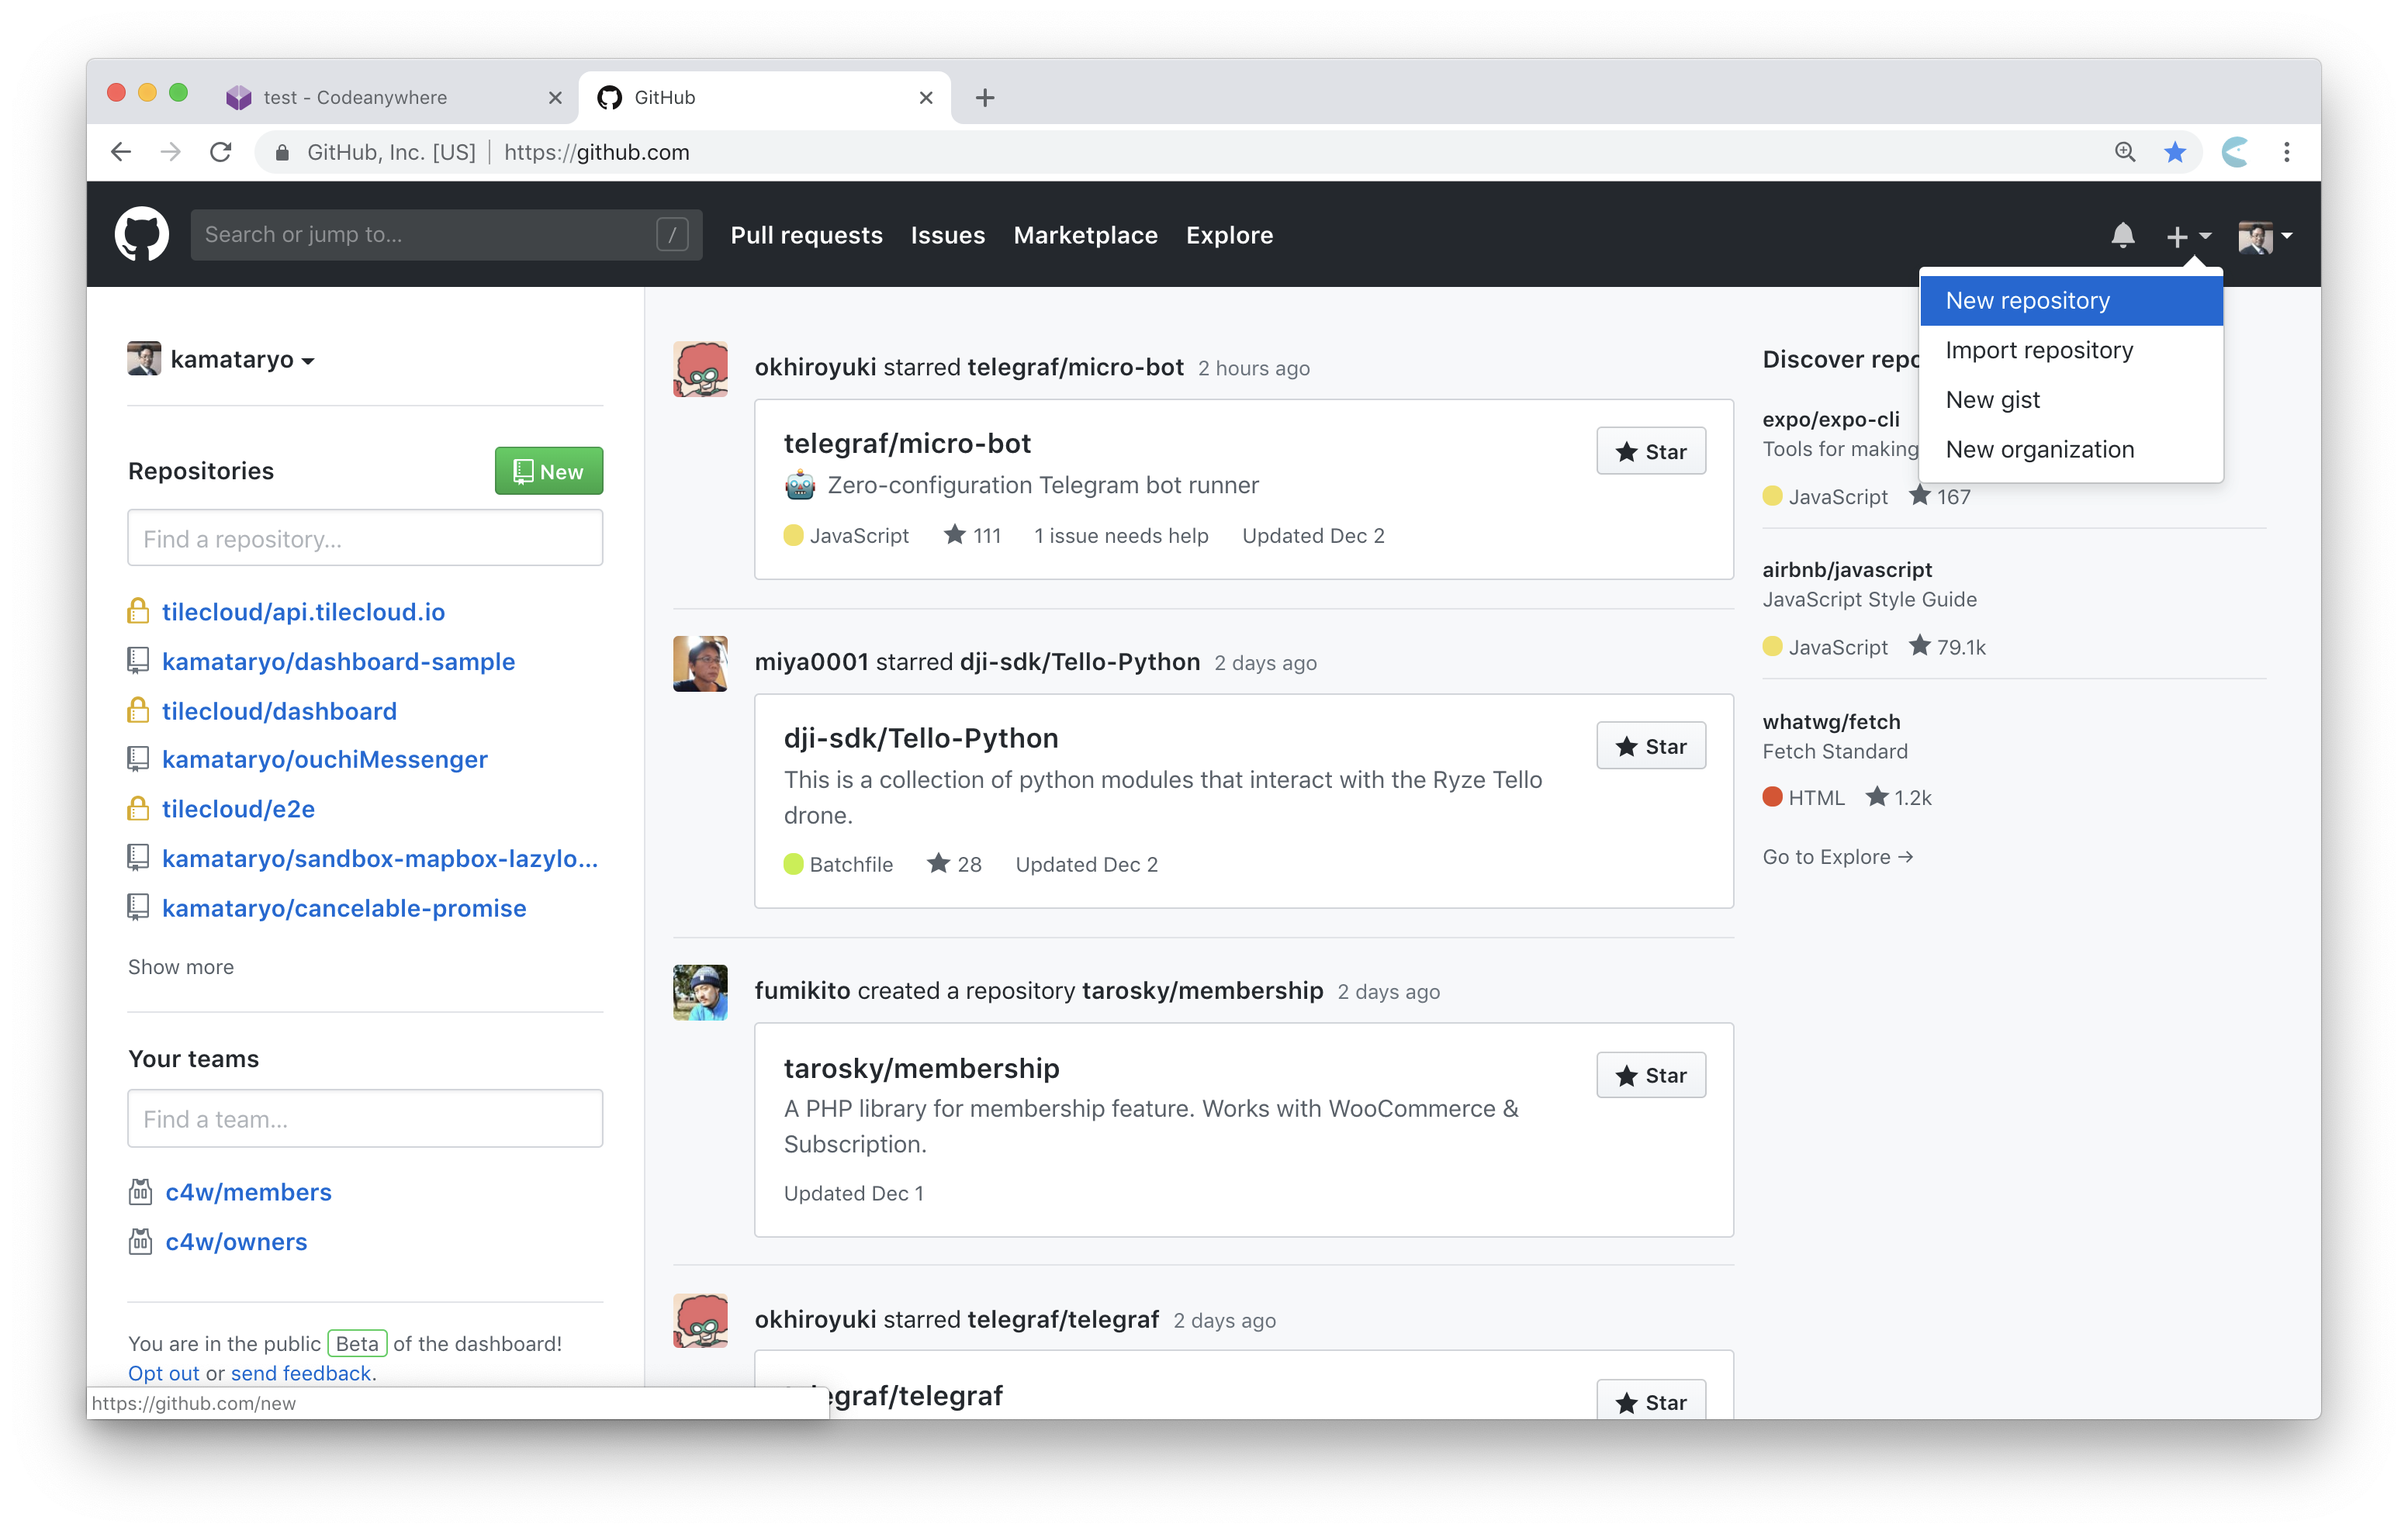 test - Codeanywhere
GitHub
GitHub, Inc. [US] | https://github.com
Search or jump to... /
Pull requests Issues Marketplace Explore
New repository
Import repository
New gist
New organization
kamataryo
Repositories
New
Find a repository...
tilecloud/api.tilecloud.io
kamataryo/dashboard-sample
tilecloud/dashboard
kamataryo/ouchiMessenger
tilecloud/e2e
kamataryo/sandbox-mapbox-lazylo...
kamataryo/cancelable-promise
Show more
Your teams
Find a team...
c4w/members
c4w/owners
You are in the public Beta of the dashboard!
Opt out or send feedback.
https://github.com/new
okhiroyuki starred telegraf/micro-bot 2 hours ago
telegraf/micro-bot
Star
Zero-configuration Telegram bot runner
JavaScript 111 1 issue needs help Updated Dec 2
miya0001 starred dji-sdk/Tello-Python 2 days ago
dji-sdk/Tello-Python
Star
This is a collection of python modules that interact with the Ryze Tello
drone.
Batchfile 28 Updated Dec 2
fumikito created a repository tarosky/membership 2 days ago
tarosky/membership
Star
A PHP library for membership feature. Works with WooCommerce &
Subscription.
Updated Dec 1
okhiroyuki starred telegraf/telegraf 2 days ago
egraf/telegraf
Star
Discover repo
expo/expo-cli
Tools for making
JavaScript 167
airbnb/javascript
JavaScript Style Guide
JavaScript 79.1k
whatwg/fetch
Fetch Standard
HTML 1.2k
Go to Explore →